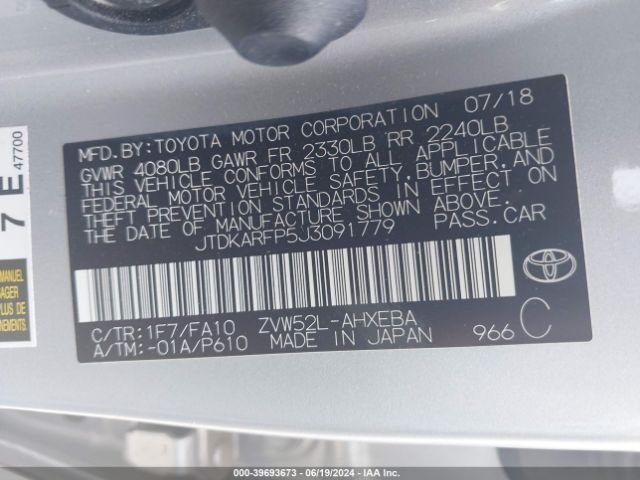 MFD. BY: TOYOTA MOTOR CORPORATION 07/18
GVWR 4080LB GAWR FR 2330LB RR 2240LB
THIS VEHICLE CONFORMS TO ALL APPLICABLE
FEDERAL MOTOR VEHICLE SAFETY, BUMPER, AND
THEFT PREVENTION STANDARDS IN EFFECT ON
THE DATE OF MANUFACTURE SHOWN ABOVE.
JTDKARFP5J3091779 PASS. CAR
C/TR: 1F7/FA10 ZVW52L-AHXEBA
A/TM: -01A/P610 MADE IN JAPAN 966 C
7 E 47700
MANUEL
PLUS DE
39693673 - 06/19/2024 - IAA Inc.